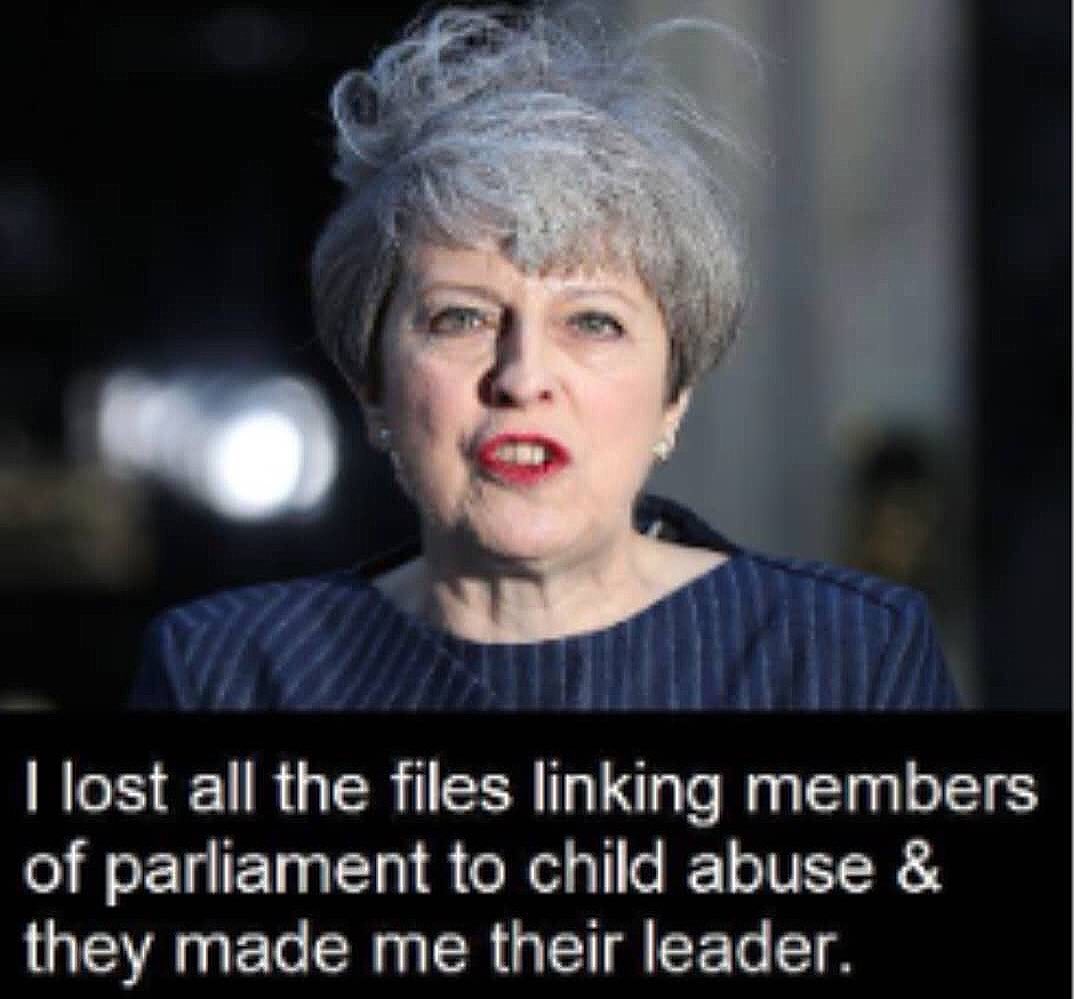 I lost all the files linking members
of parliament to child abuse &
they made me their leader.